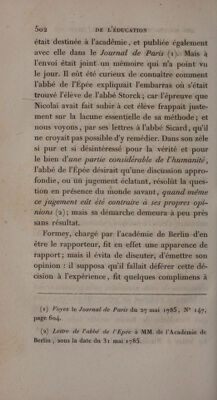 502 DE L'ÉDUCATION
était destinée à l'académie, et publiée également
avec elle dans le Journal de Paris (1). Mais à
l'envoi était joint un mémoire qui n'a point vu
le jour. Il eût été curieux de connaître comment
l'abbé de l'Épée expliquait l'embarras où s'était
trouvé l'élève de l'abbé Storck; car l'épreuve que
Nicolaï avait fait subir à cet élève frappait juste-
ment sur la lacune essentielle de sa méthode; et
nous voyons, par ses lettres à l'abbé Sicard, qu'il
ne croyait pas possible d'y remédier. Dans son zèle
si pur et si désintéressé pour la vérité et pour
le bien d'une partie considérable de l'humanité,
l'abbé de l'Épée désirait qu'une discussion appro-
fondie, ou un jugement éclatant, résolût la ques-
tion en présence du monde savant, quand même
ce jugement eût été contraire à ses propres opi-
nions (2); mais sa démarche demeura à peu près
sans résultat.
Formey, chargé par l'académie de Berlin d'en
être le rapporteur, fit en effet une apparence de
rapport; mais il évita de discuter, d'émettre son
opinion : il supposa qu'il fallait déférer cette dé-
cision à l'expérience, fit quelques complimens à
(1) Voyez le Journal de Paris du 27 mai 1785, N° 147,
page 604.
(2) Lettre de l'abbé de l'Épée à MM. de l'Académie de
Berlin, sous la date du 31 mai 1785.